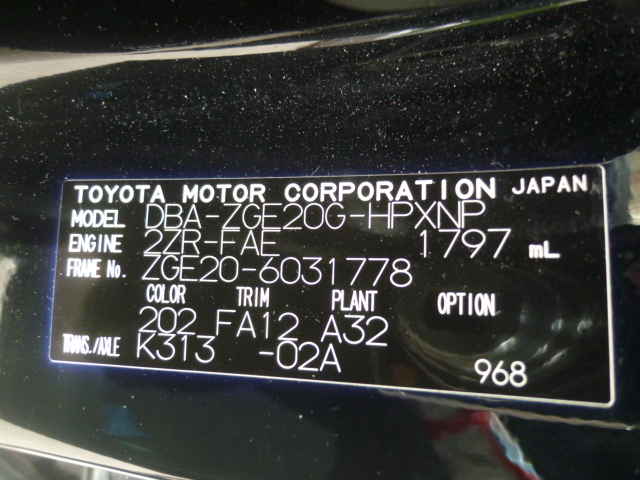 TOYOTA MOTOR CORPORATION JAPAN
MODEL DBA-ZGE20G-HPXNP
ENGINE 2ZR-FAE 1797 mL
FRAME No. ZGE20-6031778
COLOR TRIM PLANT OPTION
202 FA12 A32
TRANS./AXLE K313 -02A
968